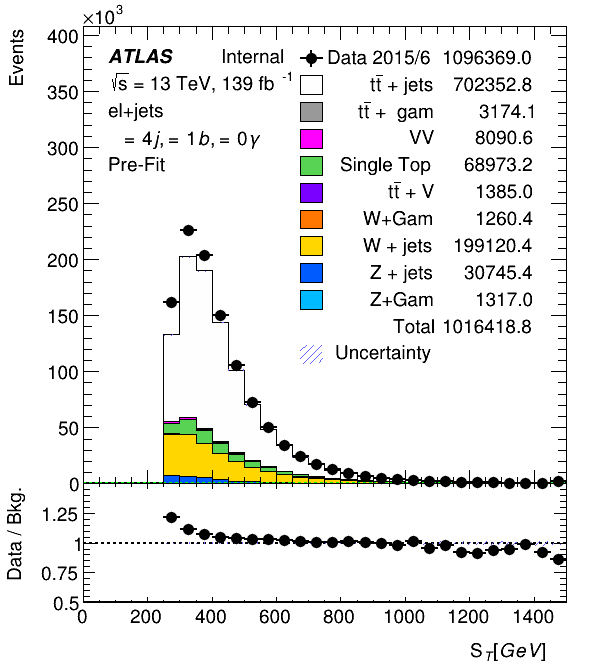 ×10³
Events
400
350
300
250
200
150
100
50
0
ATLAS Internal
√s = 13 TeV, 139 fb⁻¹
el+jets
= 4j, = 1b, = 0γ
Pre-Fit
Data 2015/6 1096369.0
tt̄ + jets 702352.8
tt̄ + gam 3174.1
VV 8090.6
Single Top 68973.2
tt̄ + V 1385.0
W+Gam 1260.4
W + jets 199120.4
Z + jets 30745.4
Z+Gam 1317.0
Total 1016418.8
Uncertainty
Data / Bkg.
1.25
1
0.75
0.5
0 200 400 600 800 1000 1200 1400
S_T[GeV]